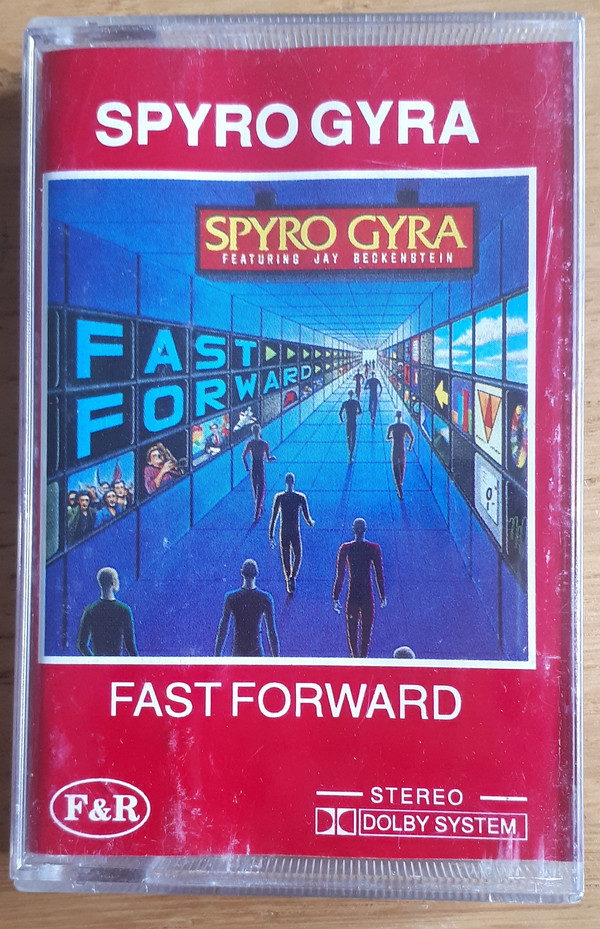 SPYRO GYRA
SPYRO GYRA
FEATURING JAY BECKENSTEIN
FAST
FORWARD
FAST FORWARD
F&R
STEREO
DOLBY SYSTEM